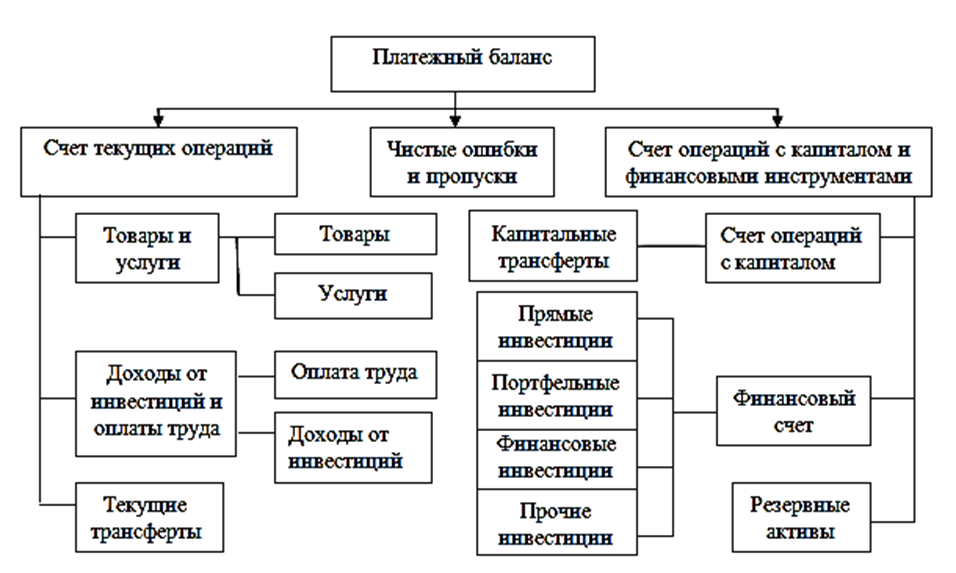 Платежный баланс
Счет текущих операций
Чистые ошибки
и пропуски
Счет операций с капиталом и
финансовыми инструментами
Товары и
услуги
Товары
Услуги
Доходы от
инвестиций и
оплаты труда
Оплата труда
Доходы от
инвестиций
Текущие
трансферты
Капитальные
трансферты
Счет операций
с капиталом
Прямые
инвестиции
Портфельные
инвестиции
Финансовые
инвестиции
Прочие
инвестиции
Финансовый
счет
Резервные
активы